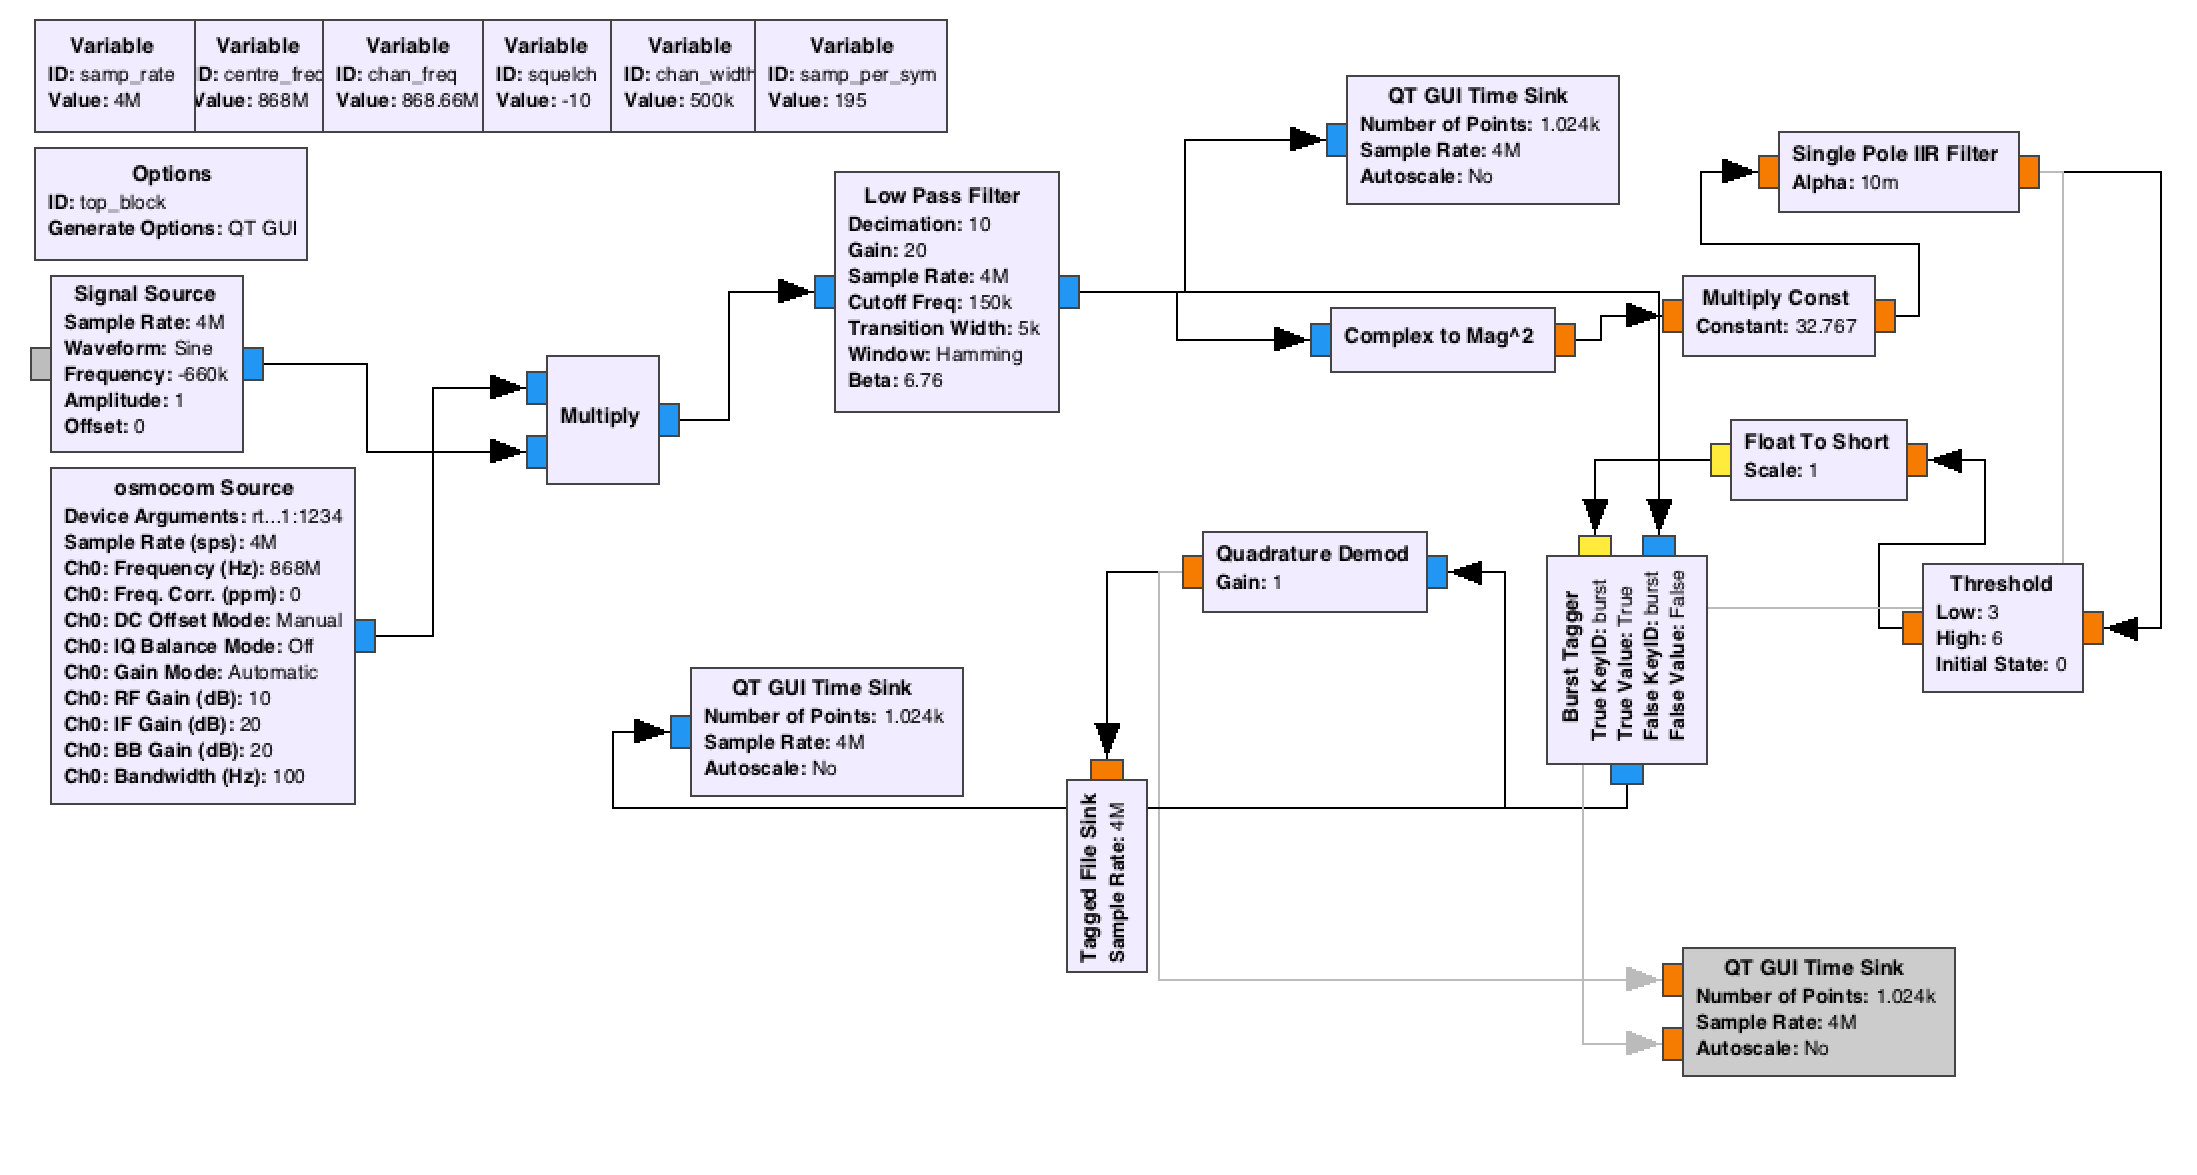 Variable
ID: samp_rate
Value: 4M
Variable
D: centre_freq
Value: 868M
Variable
ID: chan_freq
Value: 868.66M
Variable
ID: squelch
Value: -10
Variable
ID: chan_width
Value: 500k
Variable
ID: samp_per_sym
Value: 195
Options
ID: top_block
Generate Options: QT GUI
Signal Source
Sample Rate: 4M
Waveform: Sine
Frequency: -660k
Amplitude: 1
Offset: 0
osmocom Source
Device Arguments: rt...1:1234
Sample Rate (sps): 4M
Ch0: Frequency (Hz): 868M
Ch0: Freq. Corr. (ppm): 0
Ch0: DC Offset Mode: Manual
Ch0: IQ Balance Mode: Off
Ch0: Gain Mode: Automatic
Ch0: RF Gain (dB): 10
Ch0: IF Gain (dB): 20
Ch0: BB Gain (dB): 20
Ch0: Bandwidth (Hz): 100
Multiply
Low Pass Filter
Decimation: 10
Gain: 20
Sample Rate: 4M
Cutoff Freq: 150k
Transition Width: 5k
Window: Hamming
Beta: 6.76
QT GUI Time Sink
Number of Points: 1.024k
Sample Rate: 4M
Autoscale: No
Complex to Mag^2
Multiply Const
Constant: 32.767
Single Pole IIR Filter
Alpha: 10m
Float To Short
Scale: 1
Threshold
Low: 3
High: 6
Initial State: 0
Burst Tagger
True KeyID: burst
True Value: True
False KeyID: burst
False Value: False
Quadrature Demod
Gain: 1
QT GUI Time Sink
Number of Points: 1.024k
Sample Rate: 4M
Autoscale: No
Tagged File Sink
Sample Rate: 4M
QT GUI Time Sink
Number of Points: 1.024k
Sample Rate: 4M
Autoscale: No